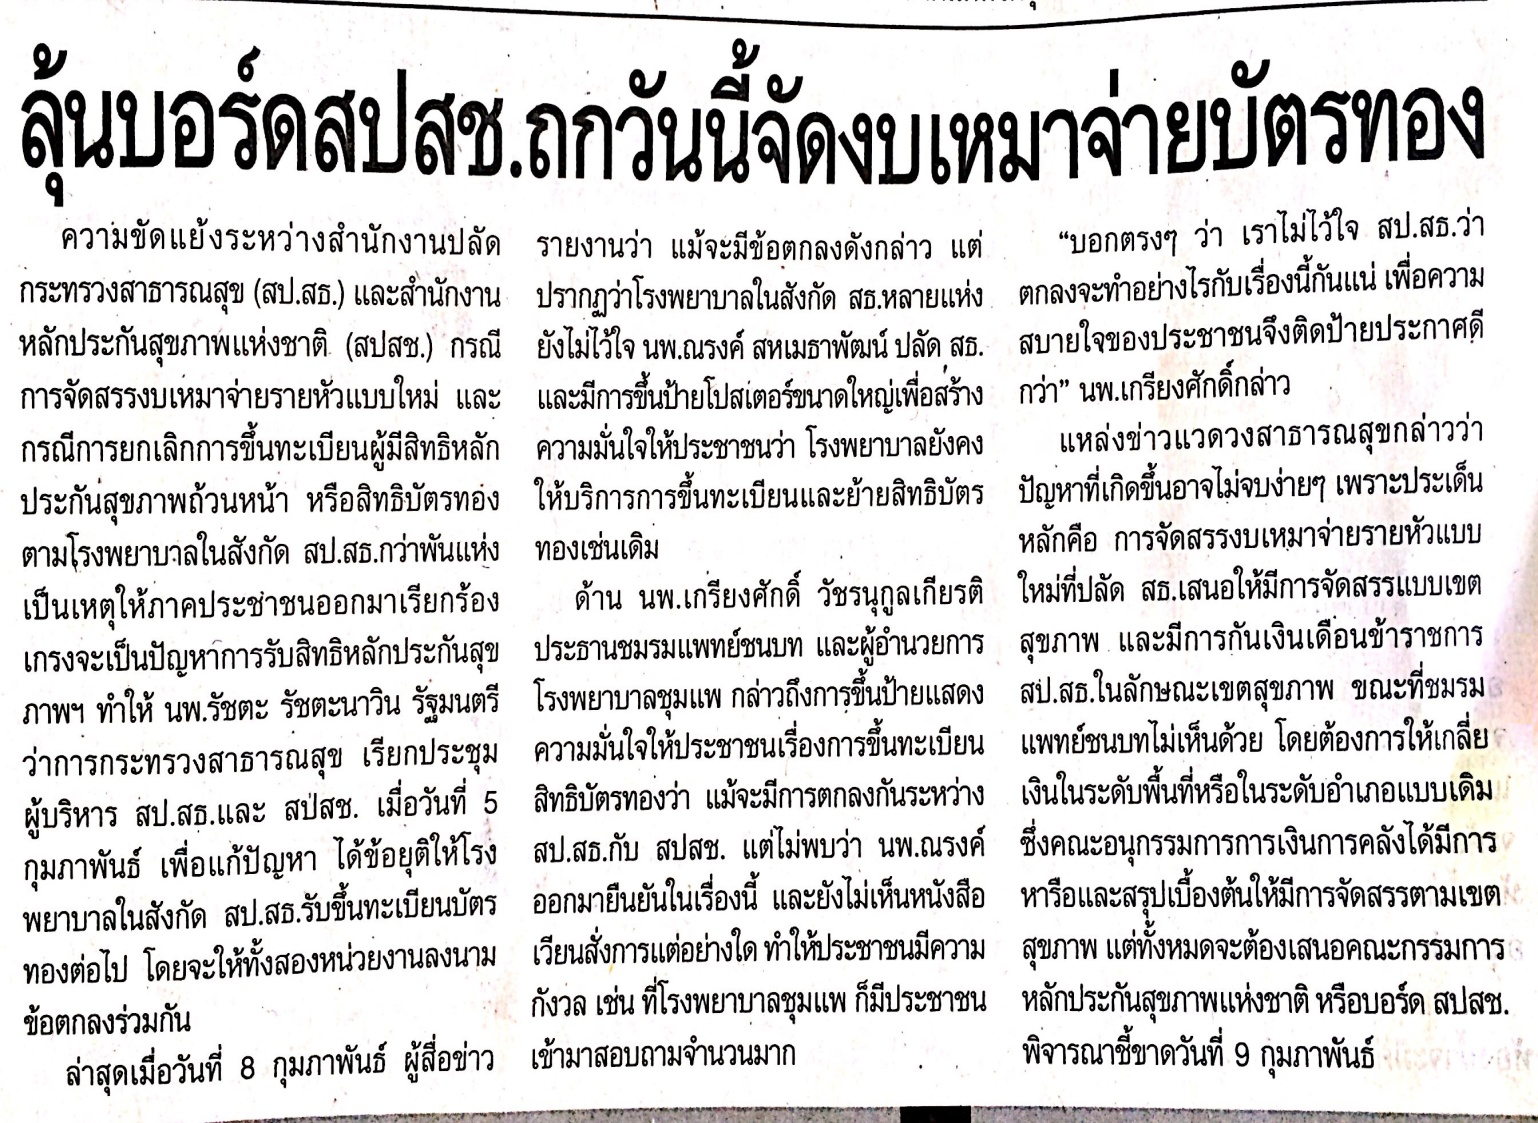 ลุ้นบอร์ดสปสช.ถกวันนี้จัดงบเหมาจ่ายบัตรทอง
ความขัดแย้งระหว่างสำนักงานปลัด
กระทรวงสาธารณสุข (สป.สธ.) และสำนักงาน
หลักประกันสุขภาพแห่งชาติ (สปสช.) กรณี
การจัดสรรงบเหมาจ่ายรายหัวแบบใหม่ และ
กรณีการยกเลิกการขึ้นทะเบียนผู้มีสิทธิหลัก
ประกันสุขภาพถ้วนหน้า หรือสิทธิบัตรทอง
ตามโรงพยาบาลในสังกัด สป.สธ.กว่าพันแห่ง
เป็นเหตุให้ภาคประชาชนออกมาเรียกร้อง
เกรงจะเป็นปัญหาการรับสิทธิหลักประกันสุข
ภาพฯ ทำให้ นพ.รัชตะ รัชตะนาวิน รัฐมนตรี
ว่าการกระทรวงสาธารณสุข เรียกประชุม
ผู้บริหาร สป.สธ.และ สปสช. เมื่อวันที่ 5
กุมภาพันธ์ เพื่อแก้ปัญหา ได้ข้อยุติให้โรง
พยาบาลในสังกัด สป.สธ.รับขึ้นทะเบียนบัตร
ทองต่อไป โดยจะให้ทั้งสองหน่วยงานลงนาม
ข้อตกลงร่วมกัน
ล่าสุดเมื่อวันที่ 8 กุมภาพันธ์ ผู้สื่อข่าว
รายงานว่า แม้จะมีข้อตกลงดังกล่าว แต่
ปรากฏว่าโรงพยาบาลในสังกัด สธ.หลายแห่ง
ยังไม่ไว้ใจ นพ.ณรงค์ สหเมธาพัฒน์ ปลัด สธ.
และมีการขึ้นป้ายโปสเตอร์ขนาดใหญ่เพื่อสร้าง
ความมั่นใจให้ประชาชนว่า โรงพยาบาลยังคง
ให้บริการการขึ้นทะเบียนและย้ายสิทธิบัตร
ทองเช่นเดิม
ด้าน นพ.เกรียงศักดิ์ วัชรนุกูลเกียรติ
ประธานชมรมแพทย์ชนบท และผู้อำนวยการ
โรงพยาบาลชุมแพ กล่าวถึงการขึ้นป้ายแสดง
ความมั่นใจให้ประชาชนเรื่องการขึ้นทะเบียน
สิทธิบัตรทองว่า แม้จะมีการตกลงกันระหว่าง
สป.สธ.กับ สปสช. แต่ไม่พบว่า นพ.ณรงค์
ออกมายืนยันในเรื่องนี้ และยังไม่เห็นหนังสือ
เวียนสั่งการแต่อย่างใด ทำให้ประชาชนมีความ
กังวล เช่น ที่โรงพยาบาลชุมแพ ก็มีประชาชน
เข้ามาสอบถามจำนวนมาก
“บอกตรงๆ ว่า เราไม่ไว้ใจ สป.สธ.ว่า
ตกลงจะทำอย่างไรกับเรื่องนี้กันแน่ เพื่อความ
สบายใจของประชาชนจึงติดป้ายประกาศดี
กว่า” นพ.เกรียงศักดิ์กล่าว
แหล่งข่าวแวดวงสาธารณสุขกล่าวว่า
ปัญหาที่เกิดขึ้นอาจไม่จบง่ายๆ เพราะประเด็น
หลักคือ การจัดสรรงบเหมาจ่ายรายหัวแบบ
ใหม่ที่ปลัด สธ.เสนอให้มีการจัดสรรแบบเขต
สุขภาพ และมีการกันเงินเดือนข้าราชการ
สป.สธ.ในลักษณะเขตสุขภาพ ขณะที่ชมรม
แพทย์ชนบทไม่เห็นด้วย โดยต้องการให้เกลี่ย
เงินในระดับพื้นที่หรือในระดับอำเภอแบบเดิม
ซึ่งคณะอนุกรรมการการเงินการคลังได้มีการ
หารือและสรุปเบื้องต้นให้มีการจัดสรรตามเขต
สุขภาพ แต่ทั้งหมดจะต้องเสนอคณะกรรมการ
หลักประกันสุขภาพแห่งชาติ หรือบอร์ด สปสช.
พิจารณาชี้ขาดวันที่ 9 กุมภาพันธ์